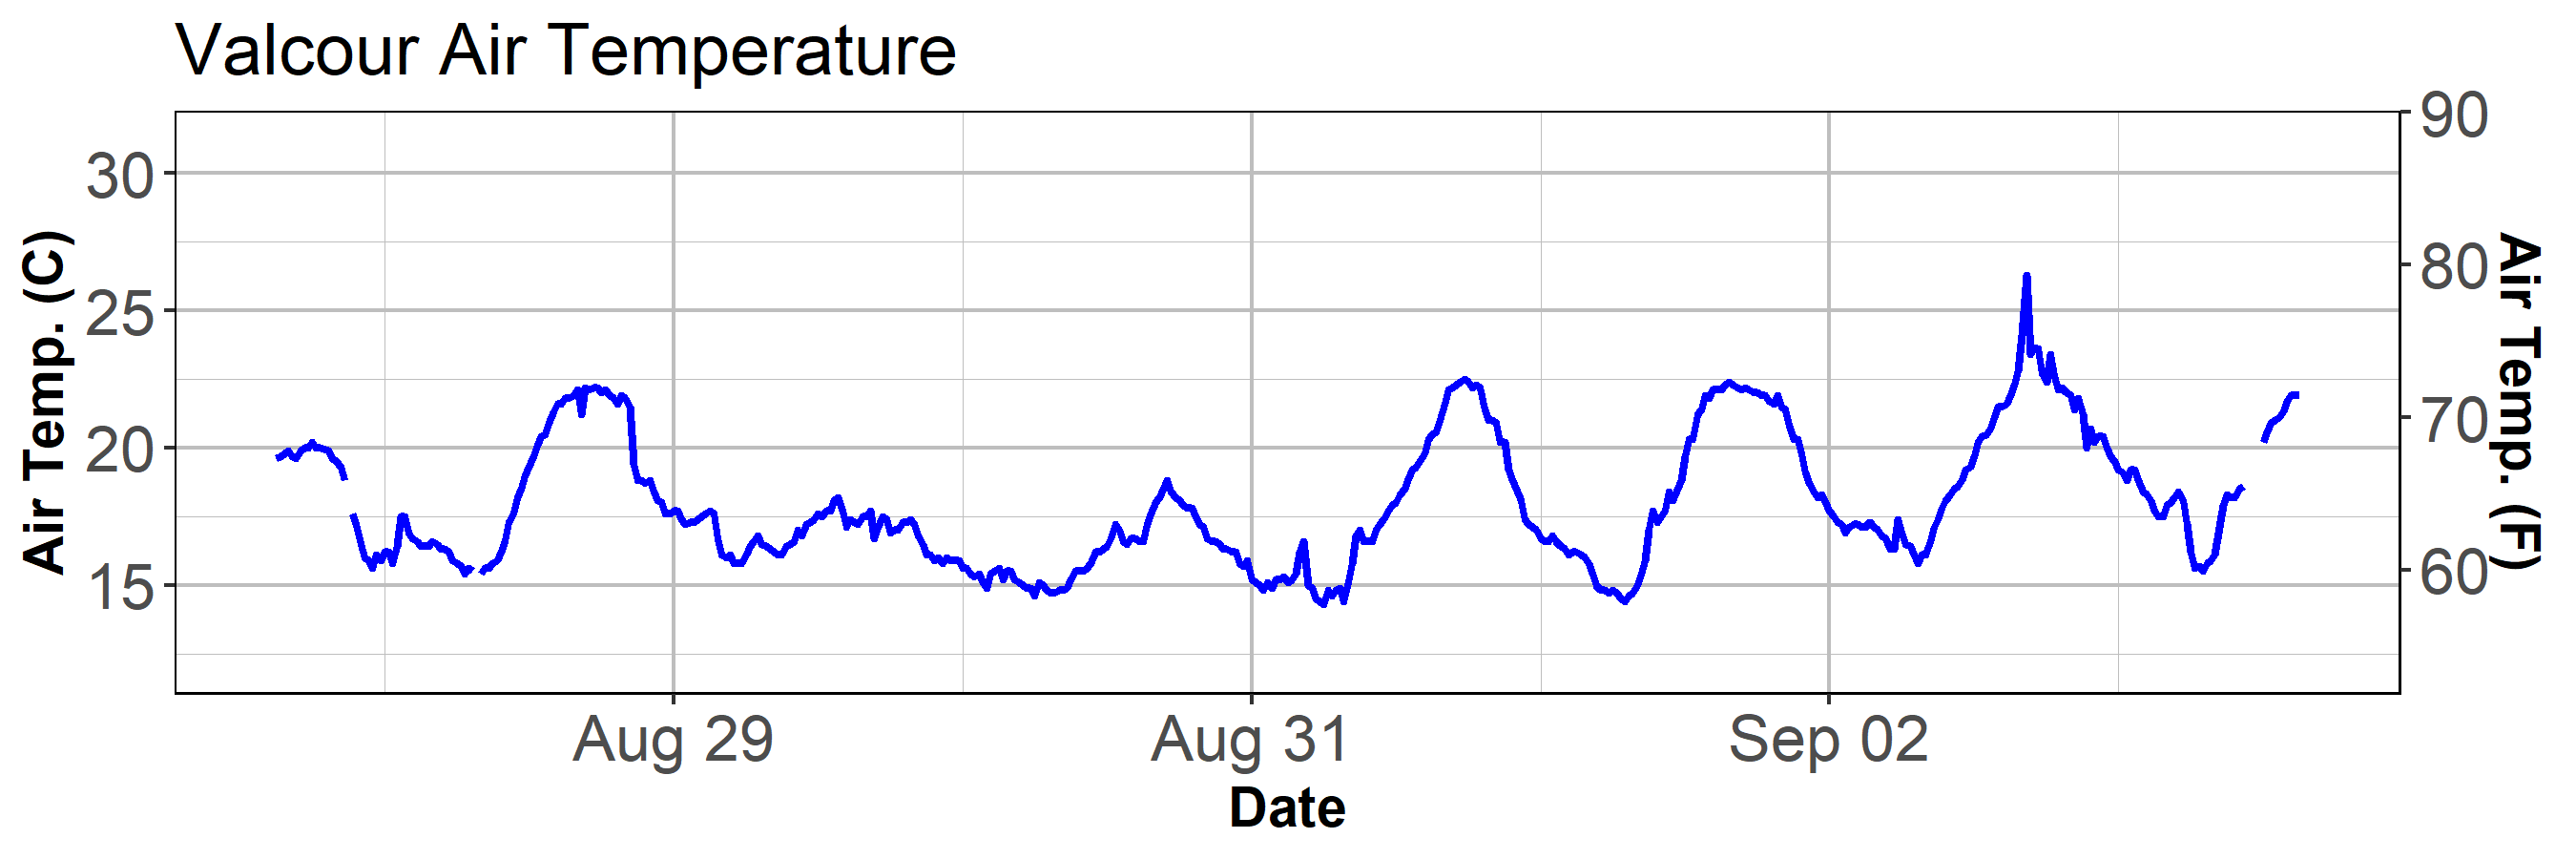 Valcour Air Temperature
Air Temp. (C)
30
25
20
15
90
80
70
60
Air Temp. (F)
Aug 29
Aug 31
Sep 02
Date